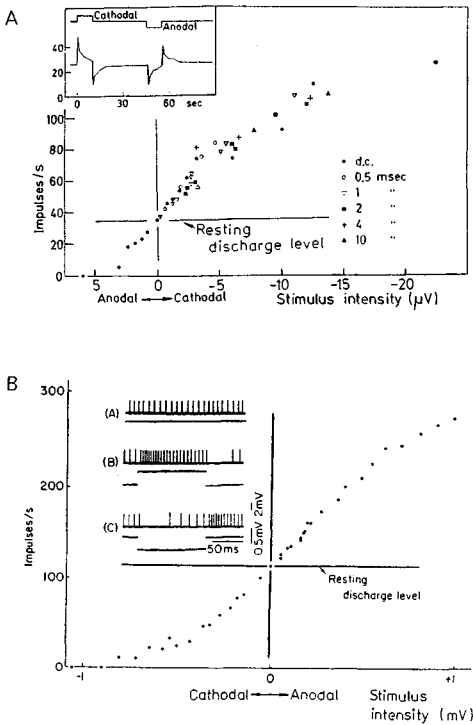 A
Cathodal
Anodal
40
20
0
0 30 60 sec
100
80
60
40
20
0
Impulses/s
d.c.
0.5 msec
1 "
2 "
4 "
10 "
Resting
discharge level
5 0 -5 -10 -15 -20
Anodal Cathodal Stimulus intensity (µV)
B
300
200
100
0
Impulses/s
(A)
(B)
(C)
50ms
0.5mV 2mV
Resting
discharge level
-1 0 +1
Cathodal Anodal Stimulus
intensity (mV)